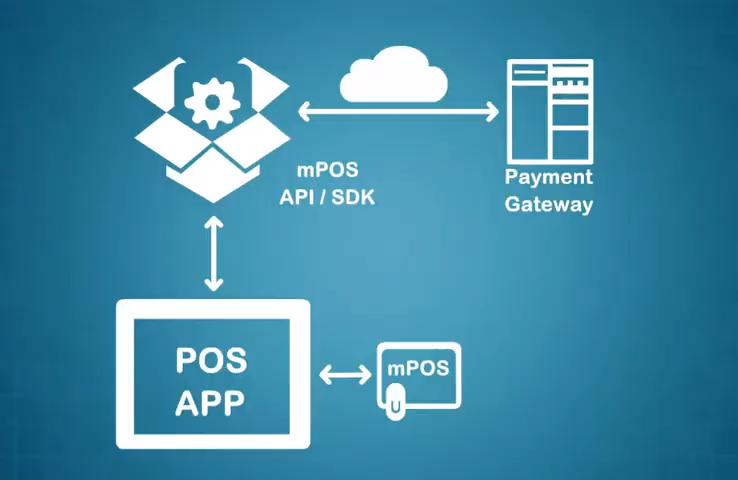 mPOS
API / SDK
Payment
Gateway
POS
APP
mPOS
U